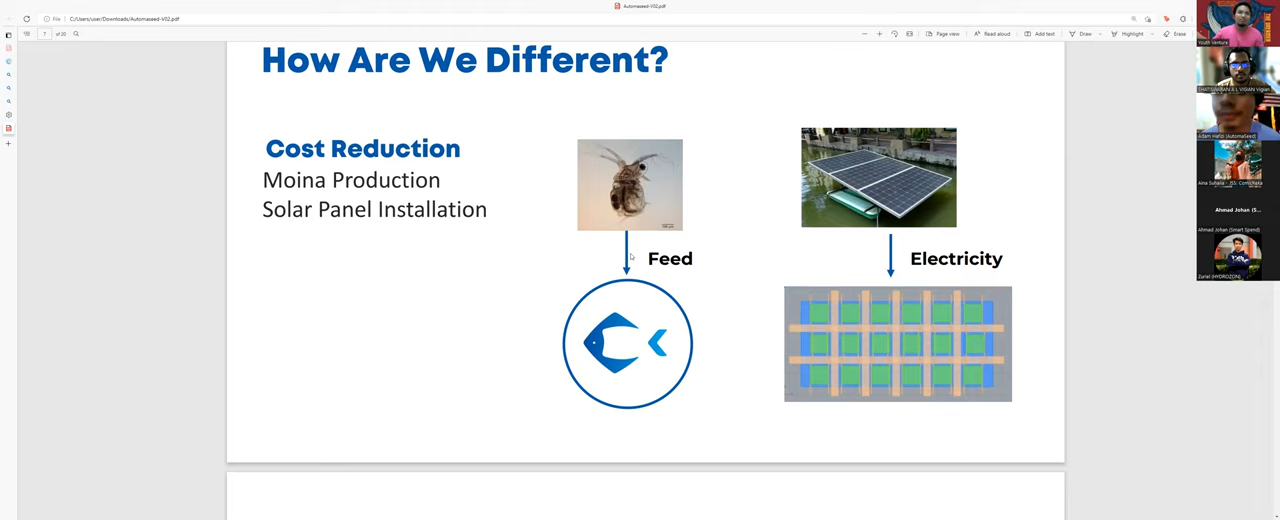 Automaseed-V02.pdf
File | C:/Users/user/Downloads/Automaseed-V02.pdf
7 of 20
Page view
Read aloud
Add text
Draw
Highlight
Erase
How Are We Different?
Cost Reduction
Moina Production
Solar Panel Installation
Feed
Electricity
Youth Venture
Adam Hafizi (AutomaSeed)
Ahmad Johan (S...
Ahmad Johan (Smart Spend)
Zuriel (HYDROZON)